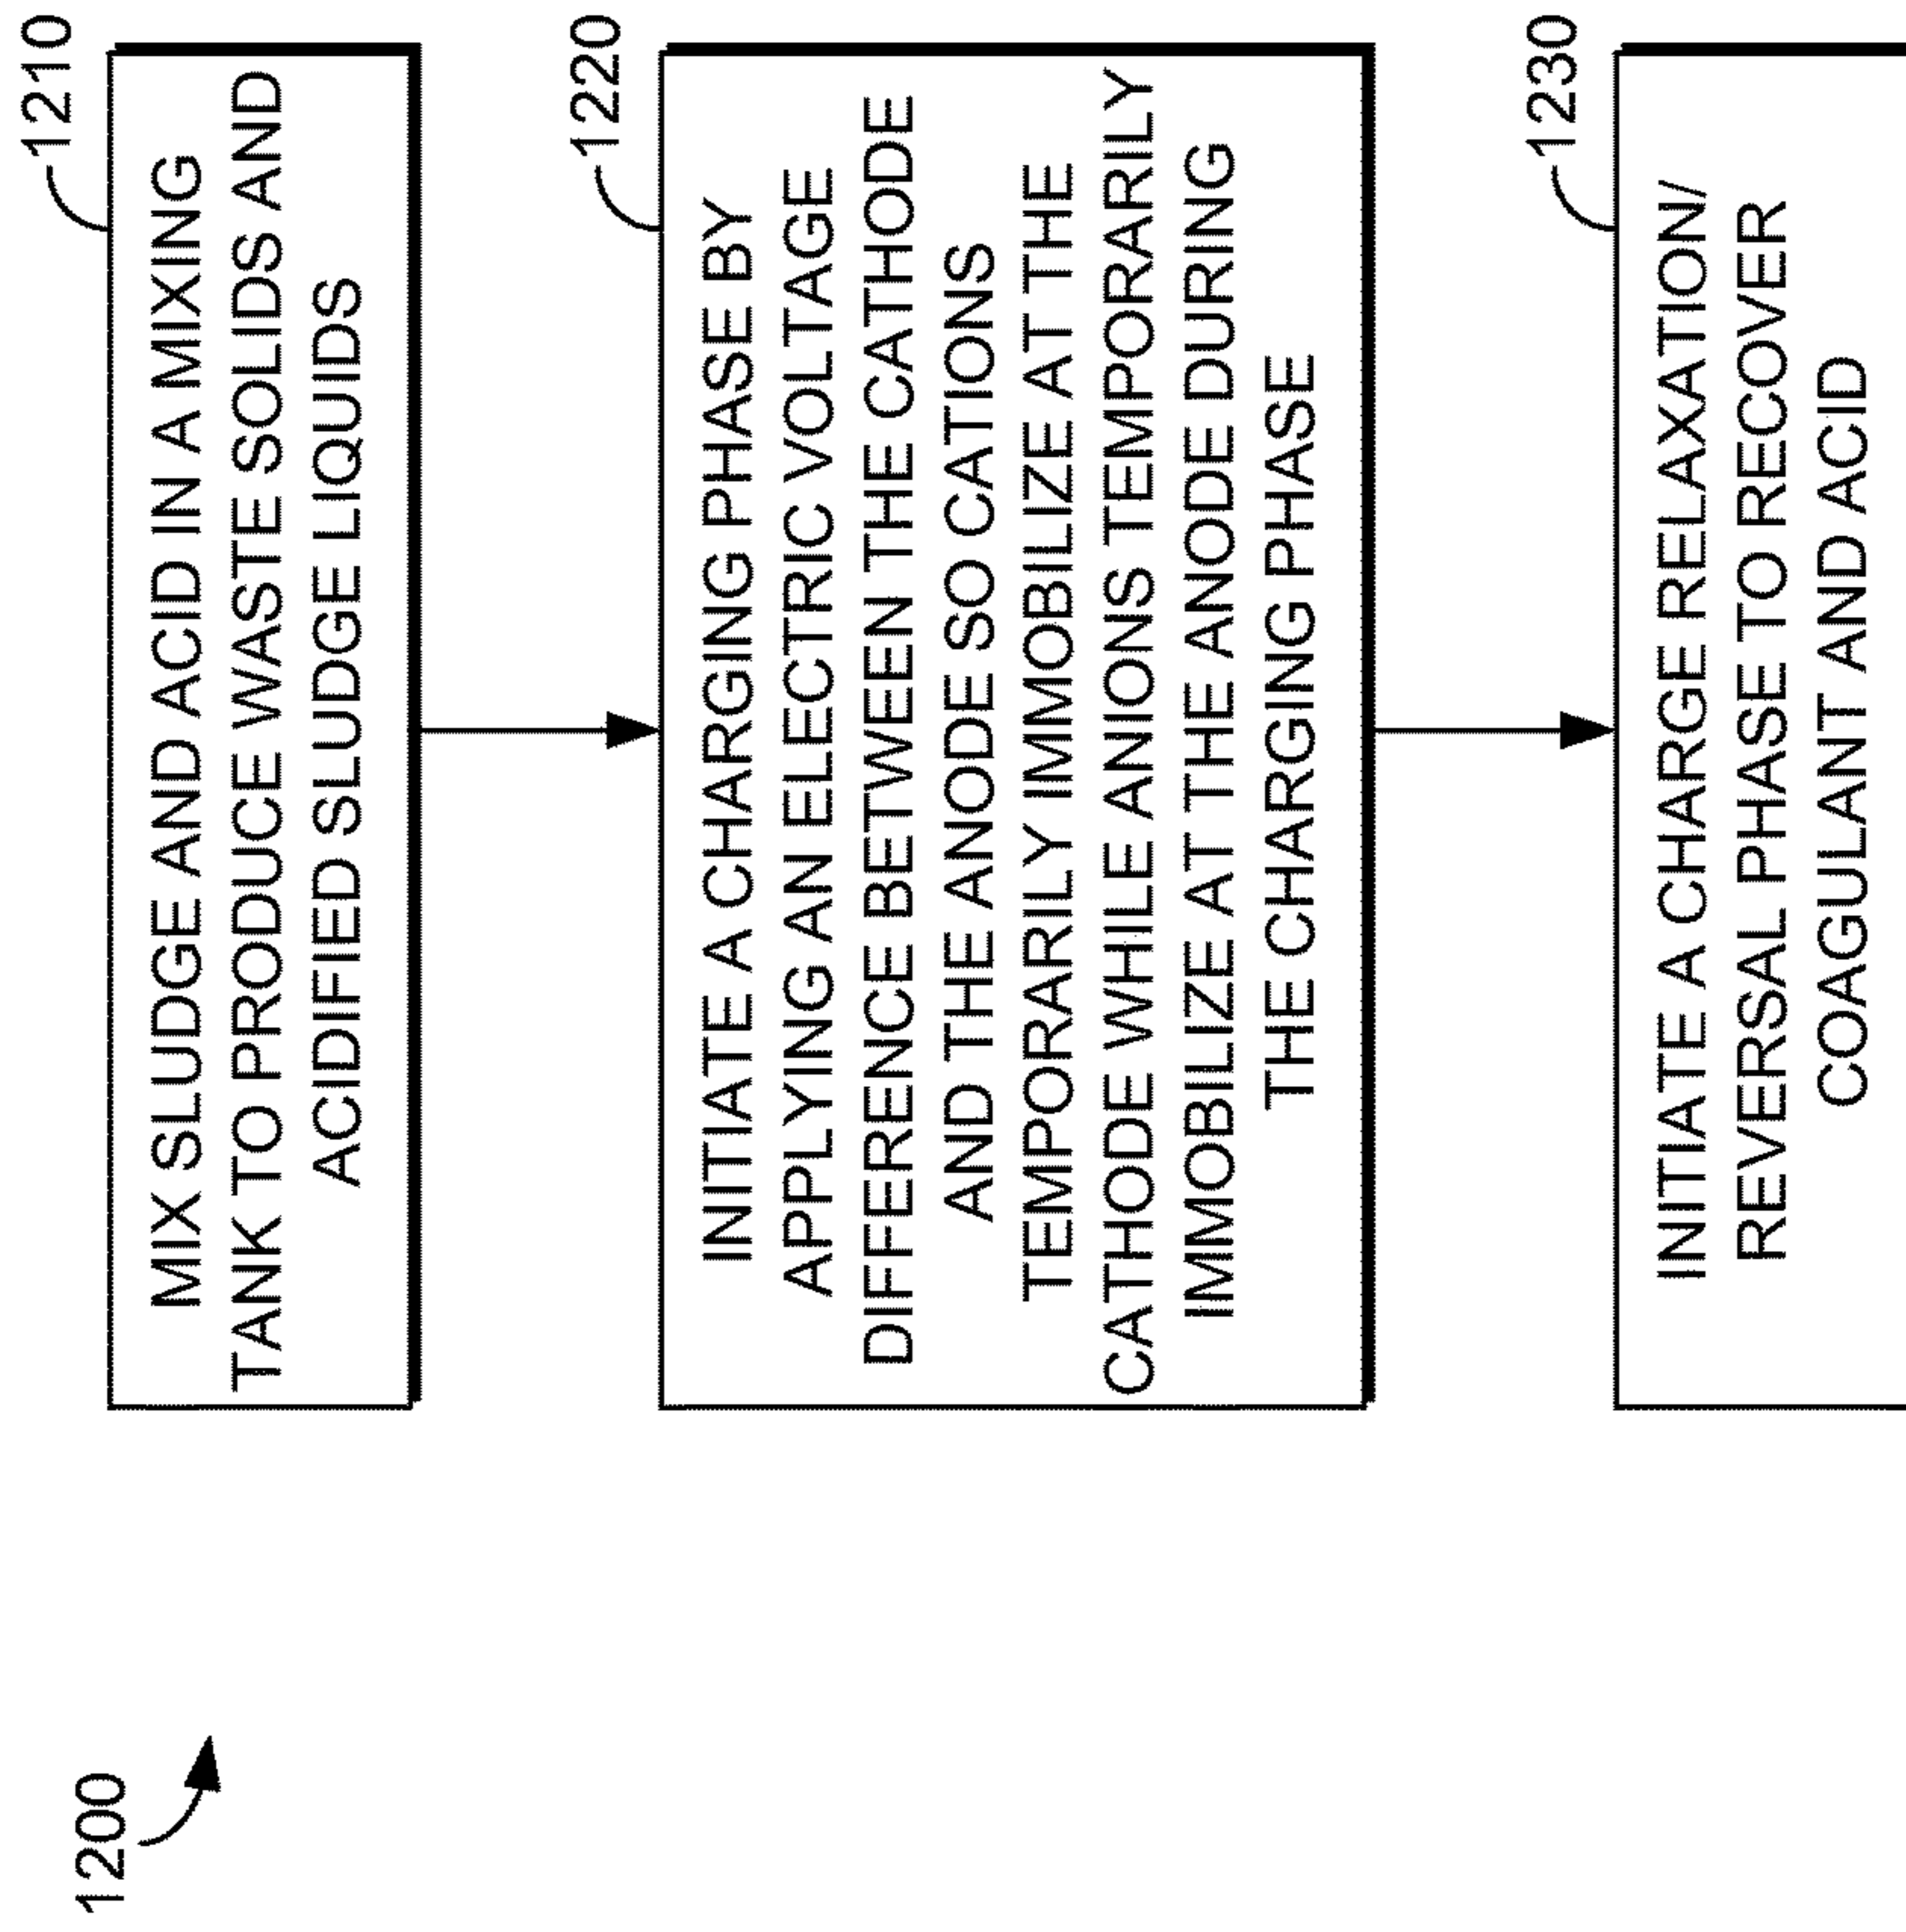 1200
1210
MIX SLUDGE AND ACID IN A MIXING
TANK TO PRODUCE WASTE SOLIDS AND
ACIDIFIED SLUDGE LIQUIDS
1220
INITIATE A CHARGING PHASE BY
APPLYING AN ELECTRIC VOLTAGE
DIFFERENCE BETWEEN THE CATHODE
AND THE ANODE SO CATIONS
TEMPORARILY IMMOBILIZE AT THE
CATHODE WHILE ANIONS TEMPORARILY
IMMOBILIZE AT THE ANODE DURING
THE CHARGING PHASE
1230
INITIATE A CHARGE RELAXATION/
REVERSAL PHASE TO RECOVER
COAGULANT AND ACID